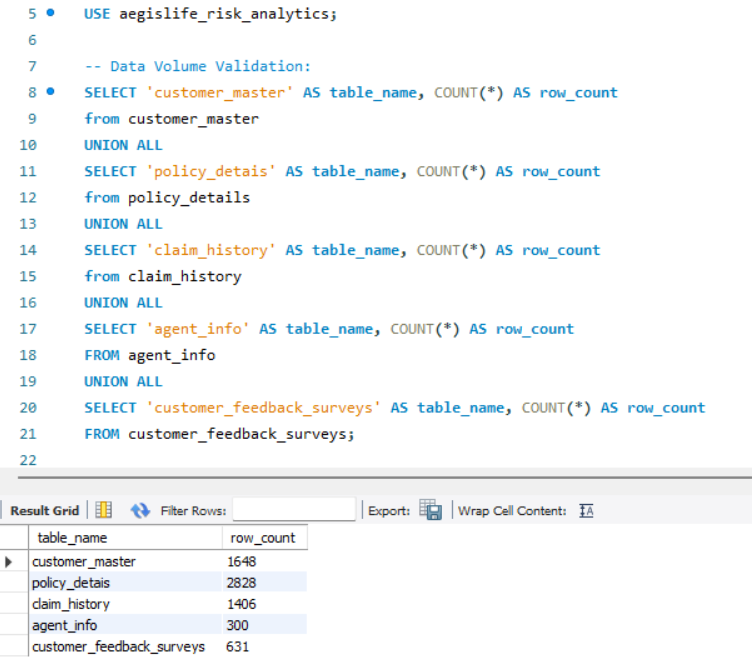 5 USE aegislife_risk_analytics;
6
7 -- Data Volume Validation:
8 SELECT 'customer_master' AS table_name, COUNT(*) AS row_count
9 from customer_master
10 UNION ALL
11 SELECT 'policy_detais' AS table_name, COUNT(*) AS row_count
12 from policy_details
13 UNION ALL
14 SELECT 'claim_history' AS table_name, COUNT(*) AS row_count
15 from claim_history
16 UNION ALL
17 SELECT 'agent_info' AS table_name, COUNT(*) AS row_count
18 FROM agent_info
19 UNION ALL
20 SELECT 'customer_feedback_surveys' AS table_name, COUNT(*) AS row_count
21 FROM customer_feedback_surveys;
22
Result Grid Filter Rows: Export: Wrap Cell Content: IA
table_name row_count
customer_master 1648
policy_detais 2828
claim_history 1406
agent_info 300
customer_feedback_surveys 631